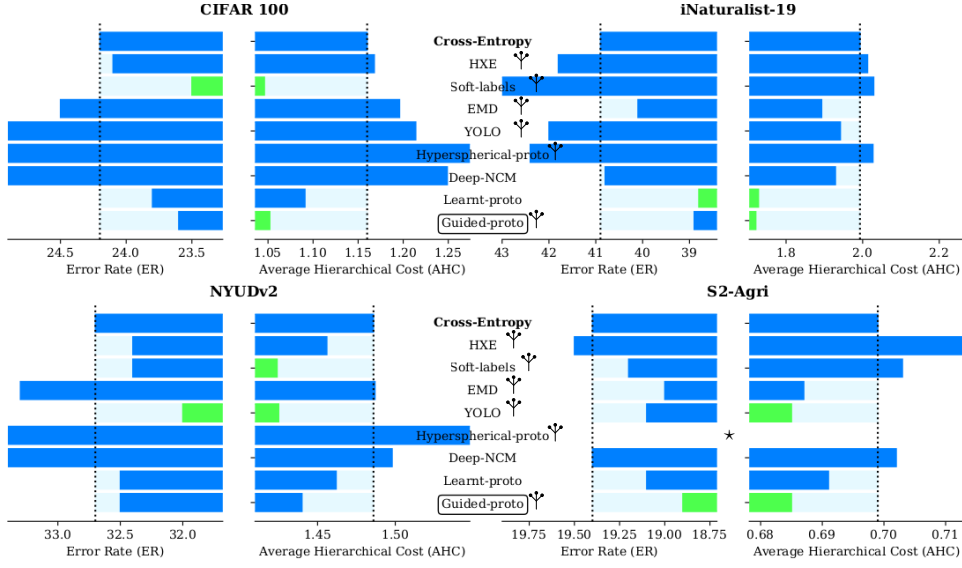 CIFAR 100 iNaturalist-19
Cross-Entropy
HXE
Soft-labels
EMD
YOLO
Hyperspherical-proto
Deep-NCM
Learnt-proto
Guided-proto
24.5 24.0 23.5 1.05 1.10 1.15 1.20 1.25 43 42 41 40 39 1.8 2.0 2.2
Error Rate (ER) Average Hierarchical Cost (AHC) Error Rate (ER) Average Hierarchical Cost (AHC)
NYUDv2 S2-Agri
Cross-Entropy
HXE
Soft-labels
EMD
YOLO
Hyperspherical-proto
Deep-NCM
Learnt-proto
Guided-proto
33.0 32.5 32.0 1.45 1.50 19.75 19.50 19.25 19.00 18.75 0.68 0.69 0.70 0.71
Error Rate (ER) Average Hierarchical Cost (AHC) Error Rate (ER) Average Hierarchical Cost (AHC)